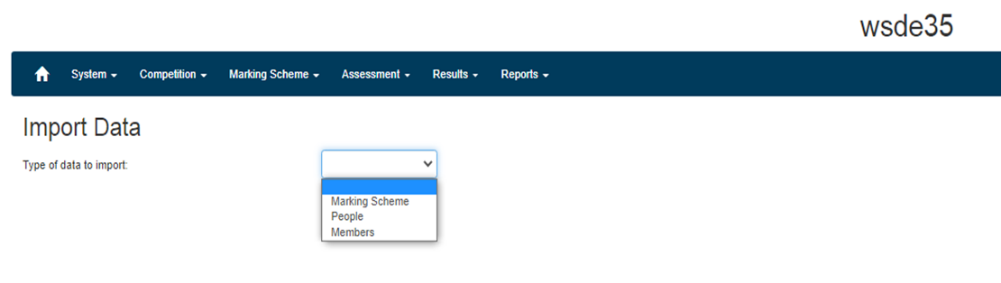 wsde35
System Competition Marking Scheme Assessment Results Reports
Import Data
Type of data to import:
Marking Scheme
People
Members